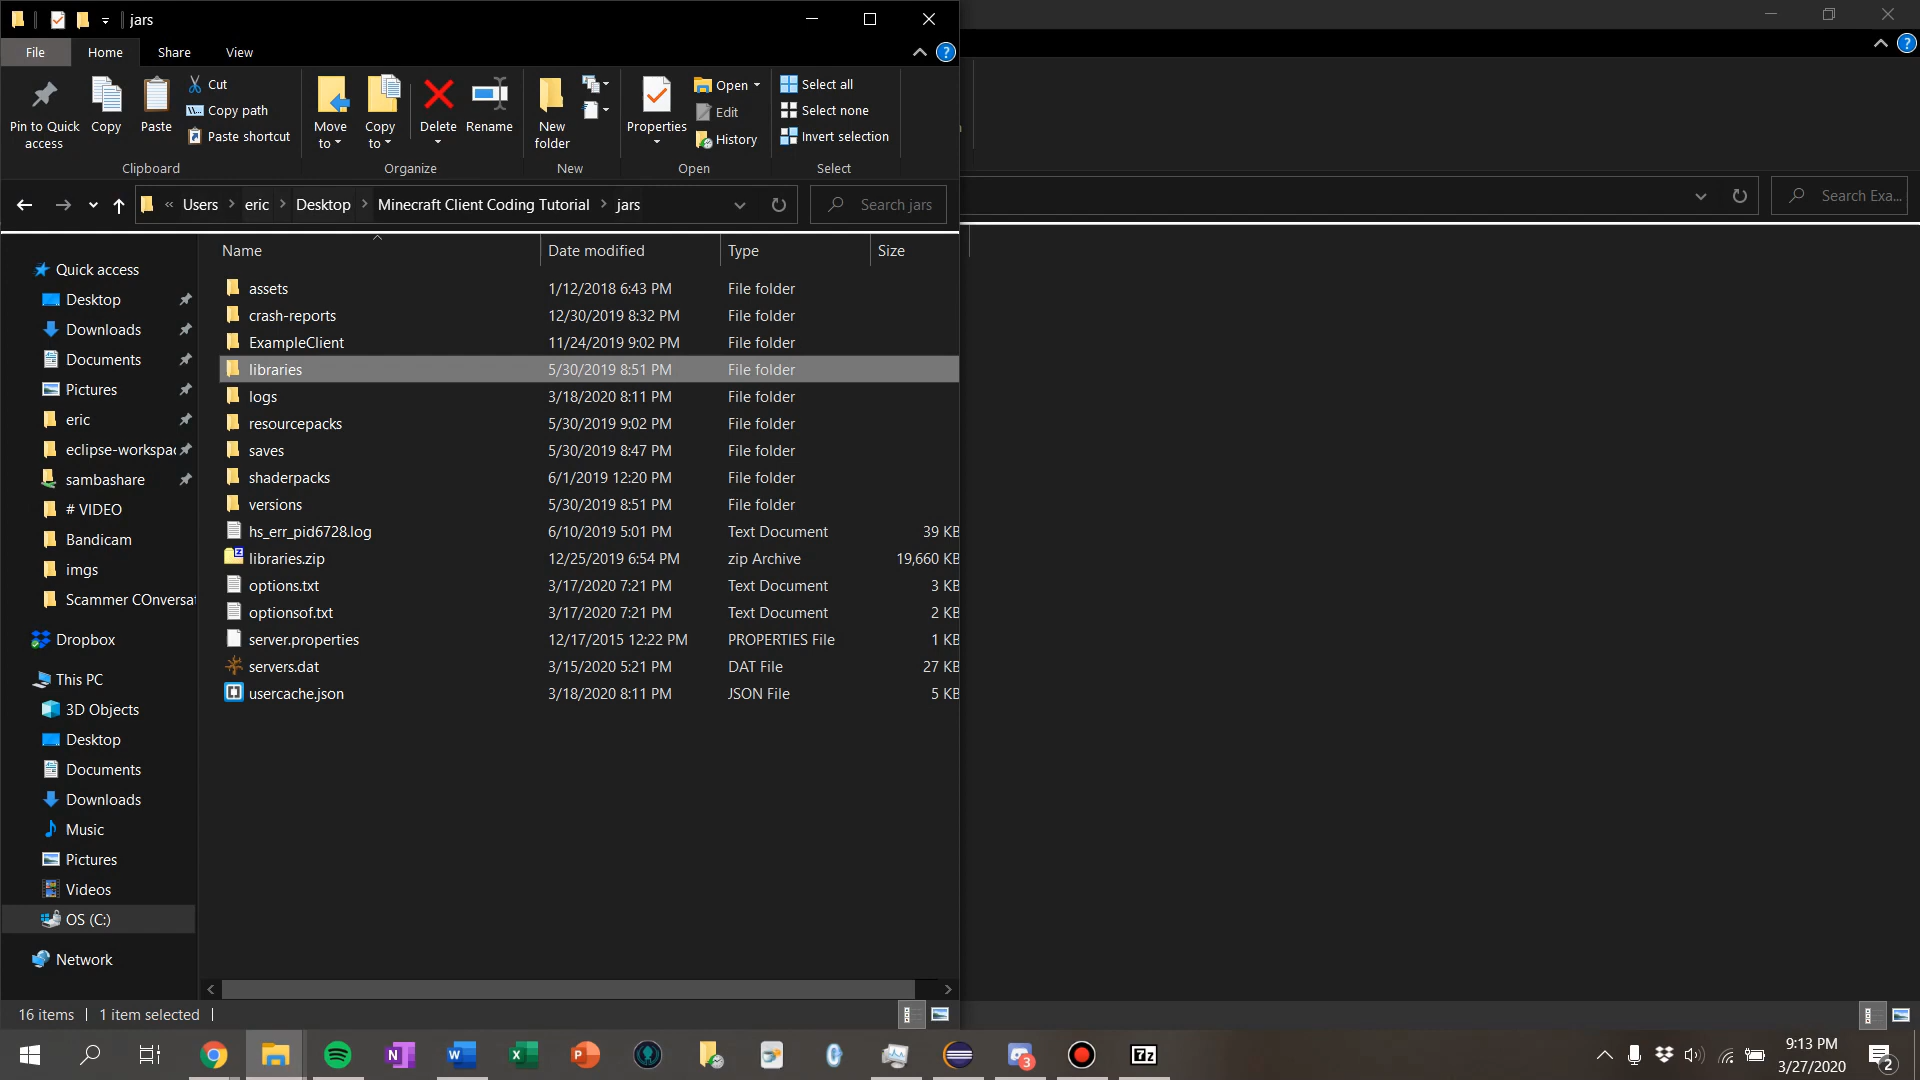 jars
File
Home
Share
View
Pin to Quick access
Copy
Paste
Cut
Copy path
Paste shortcut
Clipboard
Move to
Copy to
Delete
Rename
Organize
New folder
New
Properties
Open
Edit
History
Open
Select all
Select none
Invert selection
Select
« Users > eric > Desktop > Minecraft Client Coding Tutorial > jars
Search jars
Search Exa...
Name Date modified Type Size
Quick access
Desktop
Downloads
Documents
Pictures
eric
eclipse-workspac
sambashare
# VIDEO
Bandicam
imgs
Scammer COnversat
Dropbox
This PC
3D Objects
Desktop
Documents
Downloads
Music
Pictures
Videos
OS (C:)
Network
assets 1/12/2018 6:43 PM File folder
crash-reports 12/30/2019 8:32 PM File folder
ExampleClient 11/24/2019 9:02 PM File folder
libraries 5/30/2019 8:51 PM File folder
logs 3/18/2020 8:11 PM File folder
resourcepacks 5/30/2019 9:02 PM File folder
saves 5/30/2019 8:47 PM File folder
shaderpacks 6/1/2019 12:20 PM File folder
versions 5/30/2019 8:51 PM File folder
hs_err_pid6728.log 6/10/2019 5:01 PM Text Document 39 KB
libraries.zip 12/25/2019 6:54 PM zip Archive 19,660 KB
options.txt 3/17/2020 7:21 PM Text Document 3 KB
optionsof.txt 3/17/2020 7:21 PM Text Document 2 KB
server.properties 12/17/2015 12:22 PM PROPERTIES File 1 KB
servers.dat 3/15/2020 5:21 PM DAT File 27 KB
usercache.json 3/18/2020 8:11 PM JSON File 5 KB
16 items 1 item selected
N
W
X
P
3
7z
9:13 PM
3/27/2020
2